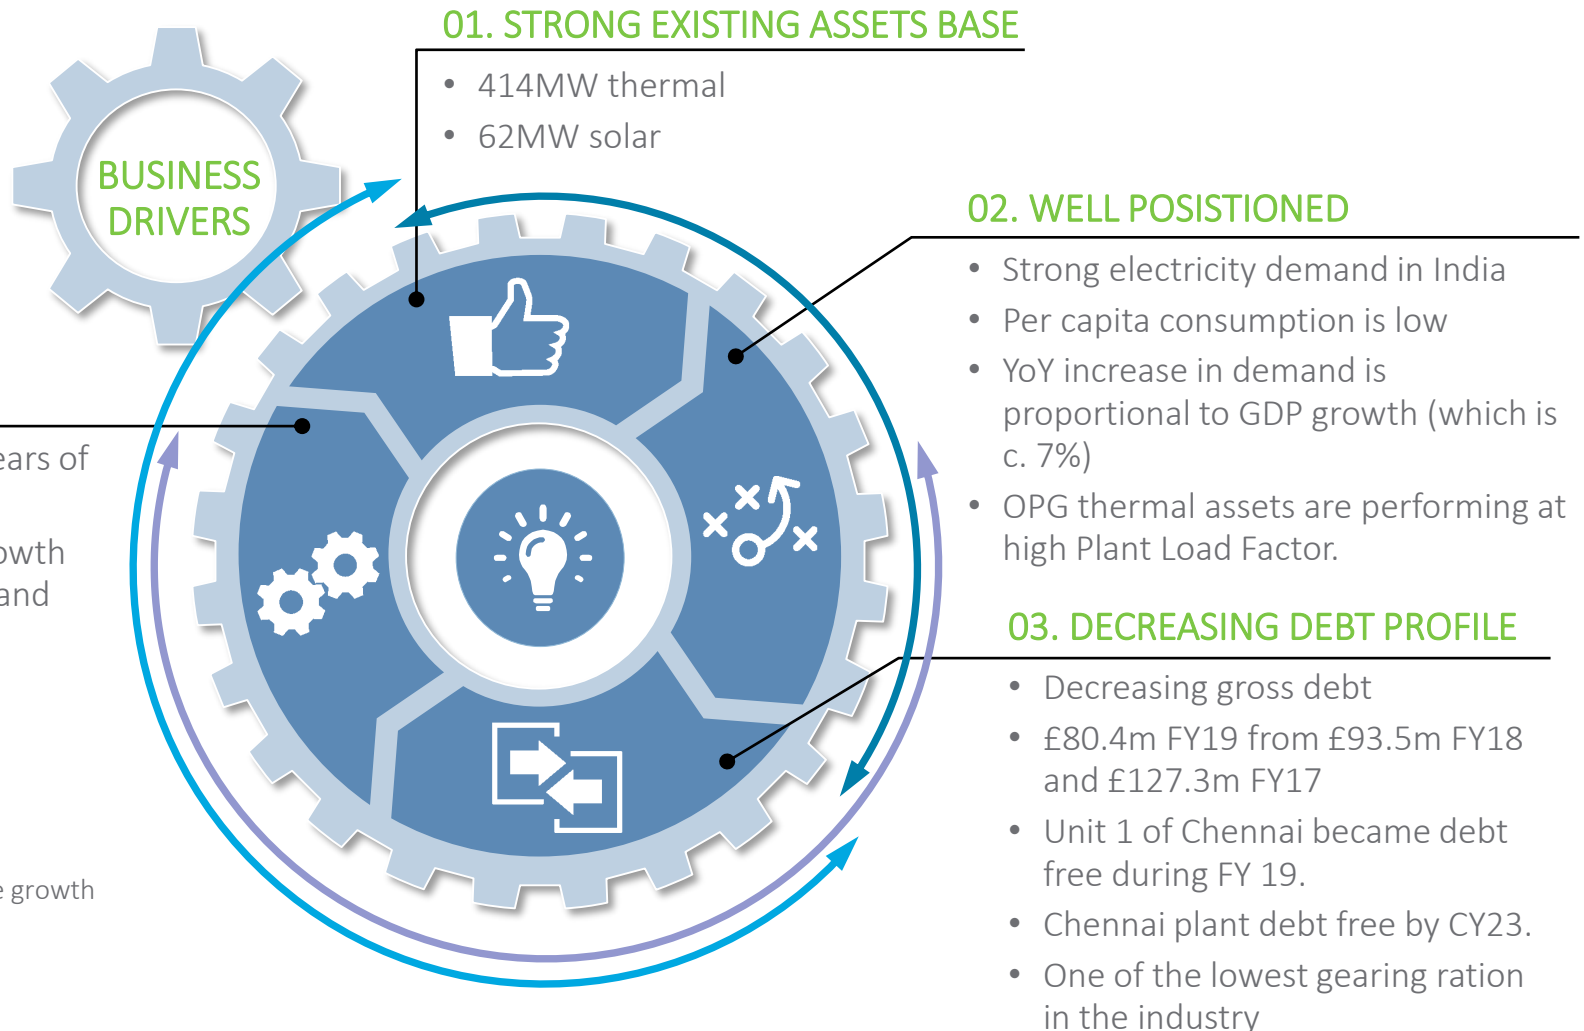 01. STRONG EXISTING ASSETS BASE
• 414MW thermal
• 62MW solar
BUSINESS
DRIVERS
02. WELL POSISTIONED
• Strong electricity demand in India
• Per capita consumption is low
• YoY increase in demand is
proportional to GDP growth (which is
c. 7%)
• OPG thermal assets are performing at
high Plant Load Factor.
03. DECREASING DEBT PROFILE
• Decreasing gross debt
• £80.4m FY19 from £93.5m FY18
and £127.3m FY17
• Unit 1 of Chennai became debt
free during FY 19.
• Chennai plant debt free by CY23.
• One of the lowest gearing ration
in the industry
of
and
growth